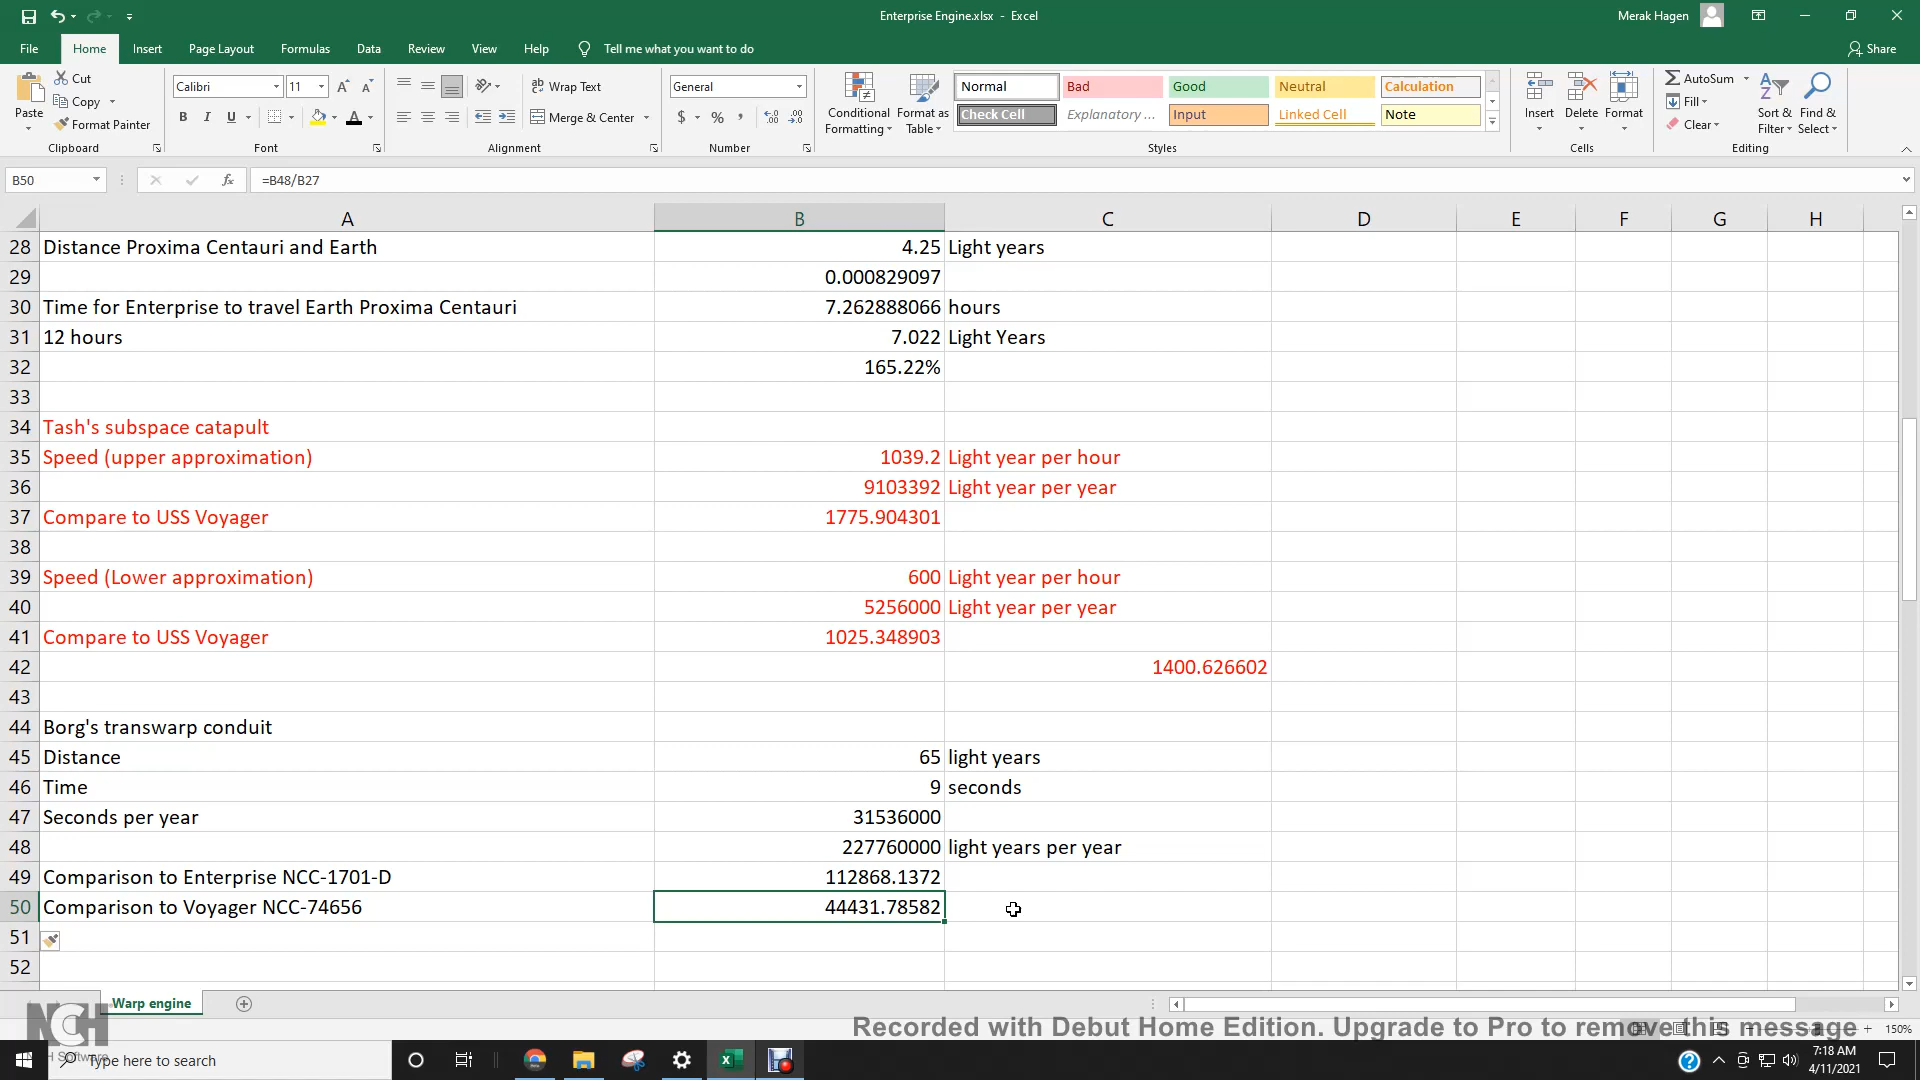 Enterprise Engine.xlsx - Excel
Merak Hagen
File Home Insert Page Layout Formulas Data Review View Help Tell me what you want to do Share
Cut
Copy
Format Painter
Paste
Clipboard
Calibri 11
B I U
Font
Wrap Text
Merge & Center
Alignment
General
$ % ,
Number
Conditional Formatting
Format as Table
Normal Bad Good Neutral Calculation
Check Cell Explanatory ... Input Linked Cell Note
Styles
Insert Delete Format
Cells
AutoSum
Fill
Clear
Sort & Filter
Find & Select
Editing
B50 fx =B48/B27
A B C D E F G H
28 Distance Proxima Centauri and Earth 4.25 Light years
29 0.000829097
30 Time for Enterprise to travel Earth Proxima Centauri 7.262888066 hours
31 12 hours 7.022 Light Years
32 165.22%
33
34 Tash's subspace catapult
35 Speed (upper approximation) 1039.2 Light year per hour
36 9103392 Light year per year
37 Compare to USS Voyager 1775.904301
38
39 Speed (Lower approximation) 600 Light year per hour
40 5256000 Light year per year
41 Compare to USS Voyager 1025.348903
42 1400.626602
43
44 Borg's transwarp conduit
45 Distance 65 light years
46 Time 9 seconds
47 Seconds per year 31536000
48 227760000 light years per year
49 Comparison to Enterprise NCC-1701-D 112868.1372
50 Comparison to Voyager NCC-74656 44431.78582
51
52
Warp engine
NCH
Recorded with Debut Home Edition. Upgrade to Pro to remove this message
150%
Type here to search
7:18 AM
4/11/2021